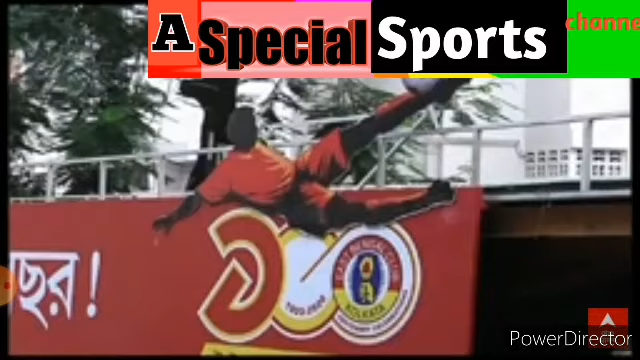 A Special Sports channe
ছর!
১০০
EAST BENGAL CLUB
KOLKATA
1920-2020
PowerDirector